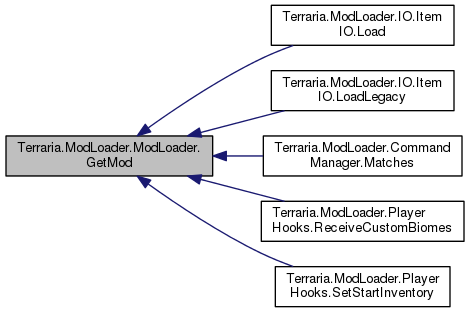 Terraria.ModLoader.IO.Item
IO.Load
Terraria.ModLoader.IO.Item
IO.LoadLegacy
Terraria.ModLoader.ModLoader.
GetMod
Terraria.ModLoader.Command
Manager.Matches
Terraria.ModLoader.Player
Hooks.ReceiveCustomBiomes
Terraria.ModLoader.Player
Hooks.SetStartInventory